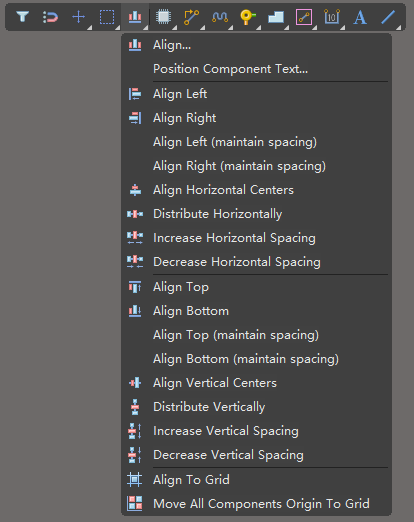 10
A
Align...
Position Component Text...
Align Left
Align Right
Align Left (maintain spacing)
Align Right (maintain spacing)
Align Horizontal Centers
Distribute Horizontally
Increase Horizontal Spacing
Decrease Horizontal Spacing
Align Top
Align Bottom
Align Top (maintain spacing)
Align Bottom (maintain spacing)
Align Vertical Centers
Distribute Vertically
Increase Vertical Spacing
Decrease Vertical Spacing
Align To Grid
Move All Components Origin To Grid